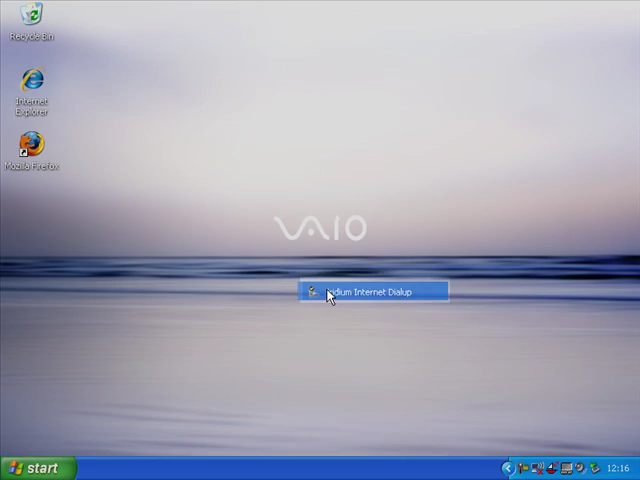 Recycle Bin
Internet
Explorer
Mozilla Firefox
VAIO
Internet Dialup
start
12:16